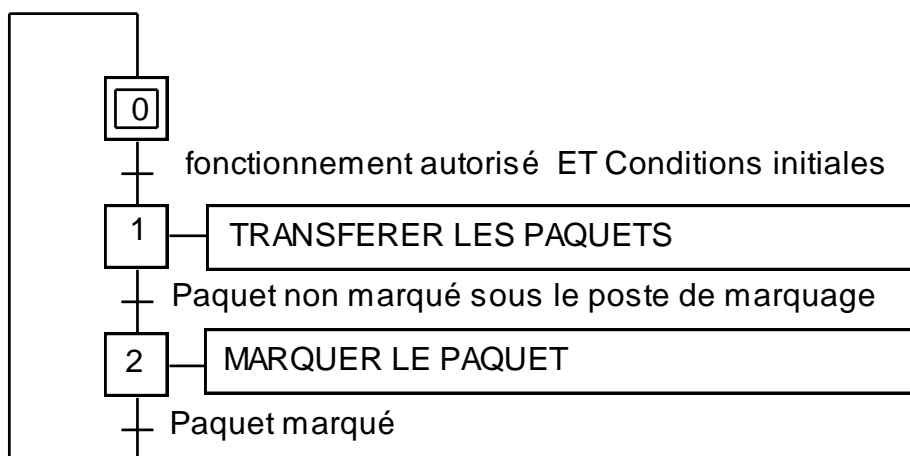 0
fonctionnement autorisé ET Conditions initiales
1 TRANSFERER LES PAQUETS
Paquet non marqué sous le poste de marquage
2 MARQUER LE PAQUET
Paquet marqué